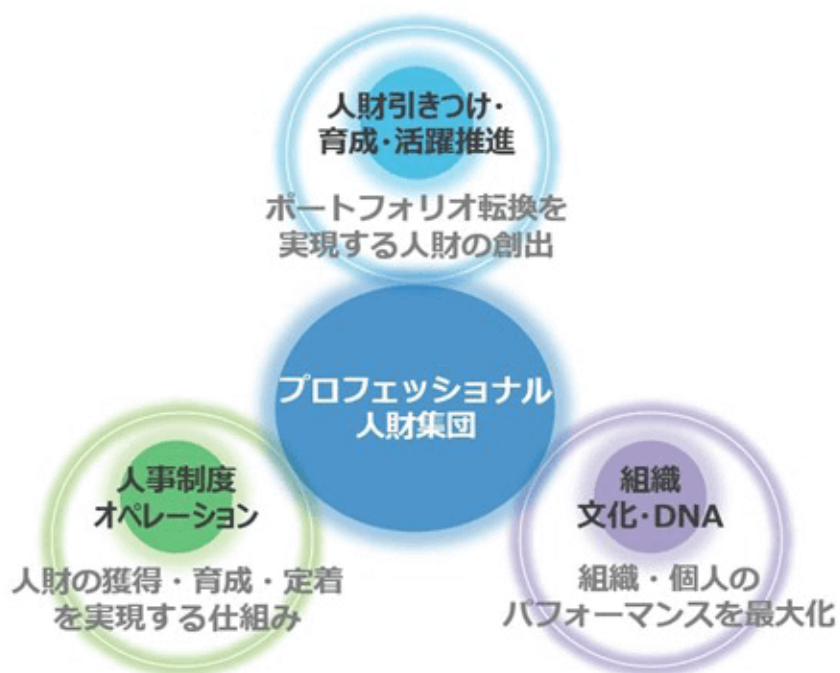 人財引きつけ・
育成・活躍推進
ポートフォリオ転換を
実現する人財の創出
プロフェッショナル
人財集団
人事制度
オペレーション
人財の獲得・育成・定着
を実現する仕組み
組織
文化・DNA
組織・個人の
パフォーマンスを最大化